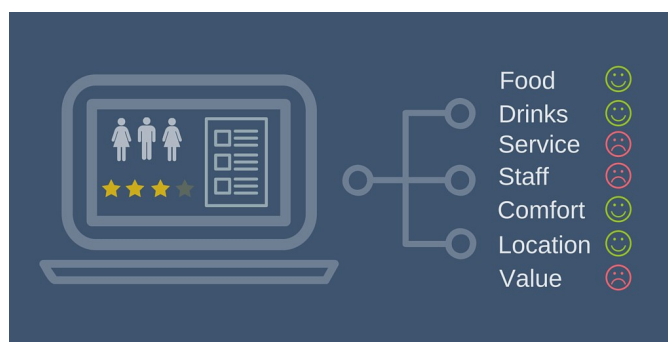 Food
Drinks
Service
Staff
Comfort
Location
Value